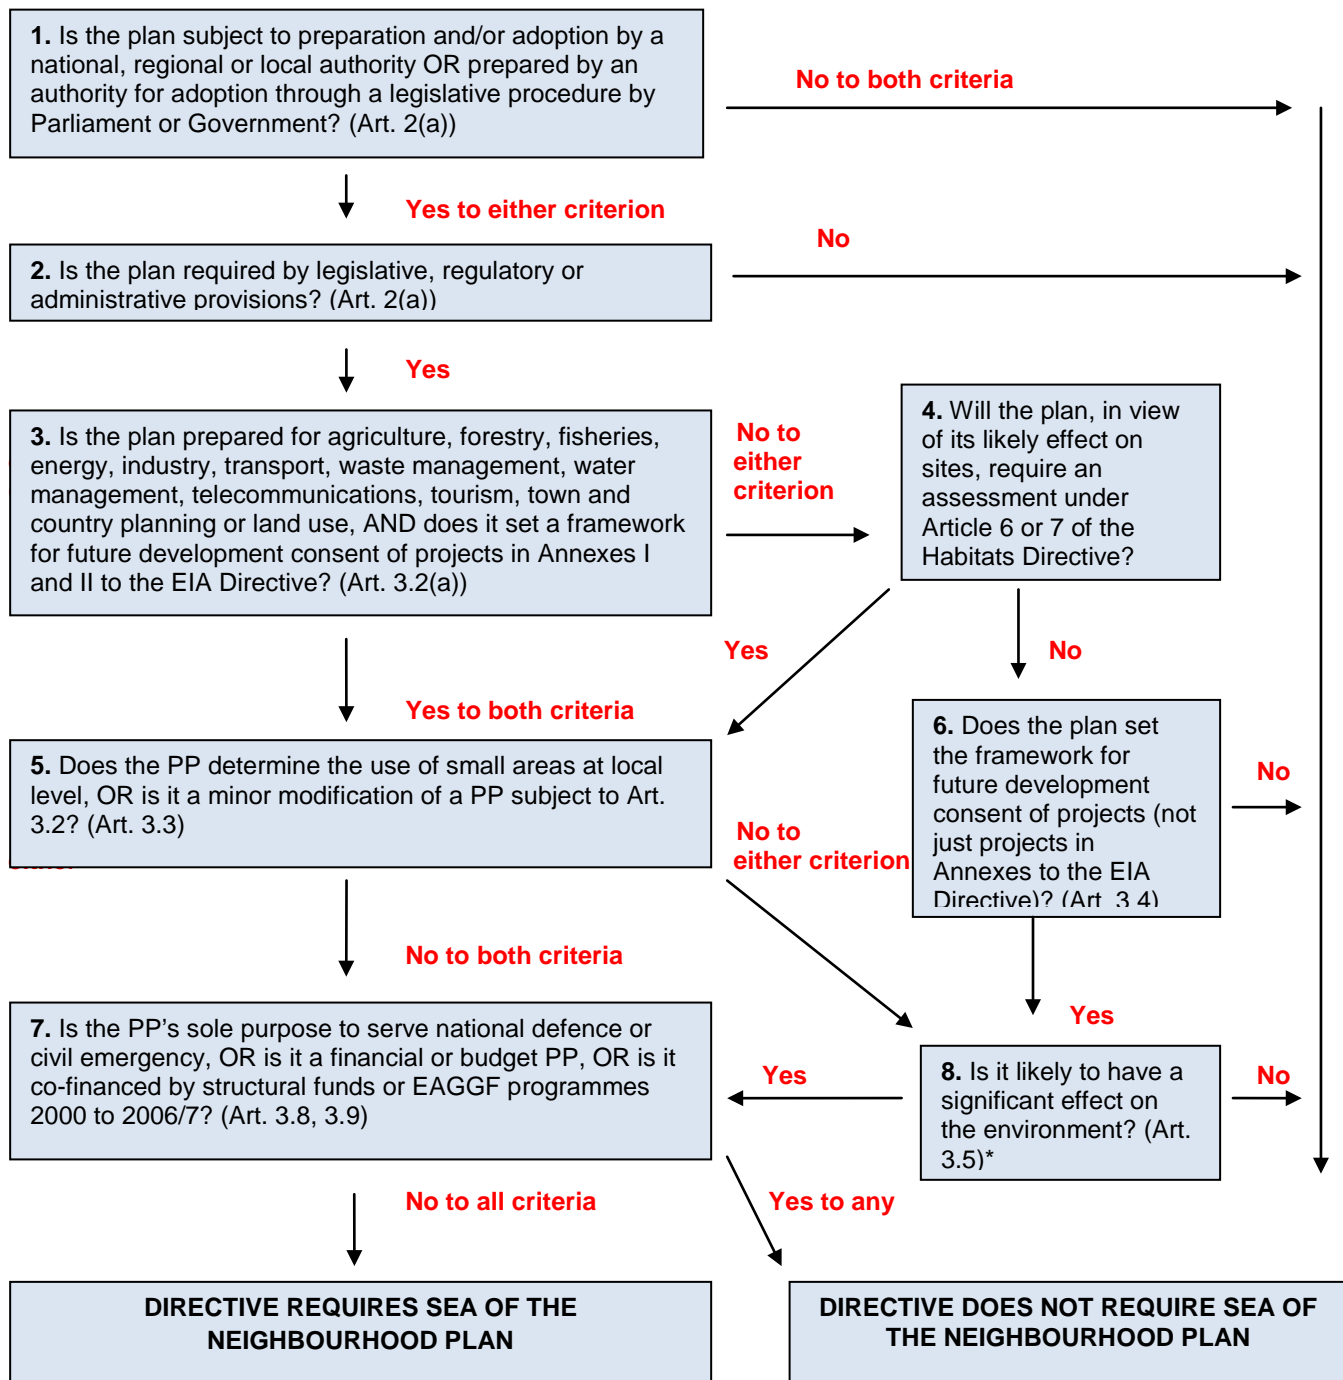 1. Is the plan subject to preparation and/or adoption by a
national, regional or local authority OR prepared by an
authority for adoption through a legislative procedure by
Parliament or Government? (Art. 2(a))
No to both criteria
Yes to either criterion
No
2. Is the plan required by legislative, regulatory or
administrative provisions? (Art. 2(a))
Yes
3. Is the plan prepared for agriculture, forestry, fisheries,
energy, industry, transport, waste management, water
management, telecommunications, tourism, town and
country planning or land use, AND does it set a framework
for future development consent of projects in Annexes I
and II to the EIA Directive? (Art. 3.2(a))
No to
either
criterion
4. Will the plan, in view
of its likely effect on
sites, require an
assessment under
Article 6 or 7 of the
Habitats Directive?
Yes
No
Yes to both criteria
5. Does the PP determine the use of small areas at local
level, OR is it a minor modification of a PP subject to Art.
3.2? (Art. 3.3)
No to
either criterion
6. Does the plan set
the framework for
future development
consent of projects (not
just projects in
Annexes to the EIA
Directive)? (Art. 3.4)
No
No to both criteria
Yes
7. Is the PP's sole purpose to serve national defence or
civil emergency, OR is it a financial or budget PP, OR is it
co-financed by structural funds or EAGGF programmes
2000 to 2006/7? (Art. 3.8, 3.9)
Yes
8. Is it likely to have a
significant effect on
the environment? (Art.
3.5)*
No
No to all criteria
Yes to any
DIRECTIVE REQUIRES SEA OF THE
NEIGHBOURHOOD PLAN
DIRECTIVE DOES NOT REQUIRE SEA OF
THE NEIGHBOURHOOD PLAN